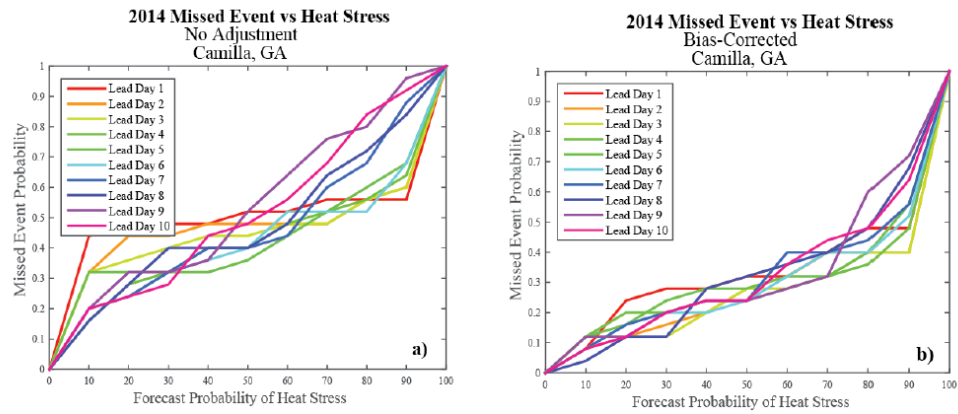 2014 Missed Event vs Heat Stress
No Adjustment
Camilla, GA
Missed Event Probability
1
0.9
0.8
0.7
0.6
0.5
0.4
0.3
0.2
0.1
0
Lead Day 1
Lead Day 2
Lead Day 3
Lead Day 4
Lead Day 5
Lead Day 6
Lead Day 7
Lead Day 8
Lead Day 9
Lead Day 10
a)
0 10 20 30 40 50 60 70 80 90 100
Forecast Probability of Heat Stress
2014 Missed Event vs Heat Stress
Bias-Corrected
Camilla, GA
Missed Event Probability
1
0.9
0.8
0.7
0.6
0.5
0.4
0.3
0.2
0.1
0
Lead Day 1
Lead Day 2
Lead Day 3
Lead Day 4
Lead Day 5
Lead Day 6
Lead Day 7
Lead Day 8
Lead Day 9
Lead Day 10
b)
0 10 20 30 40 50 60 70 80 90 100
Forecast Probability of Heat Stress